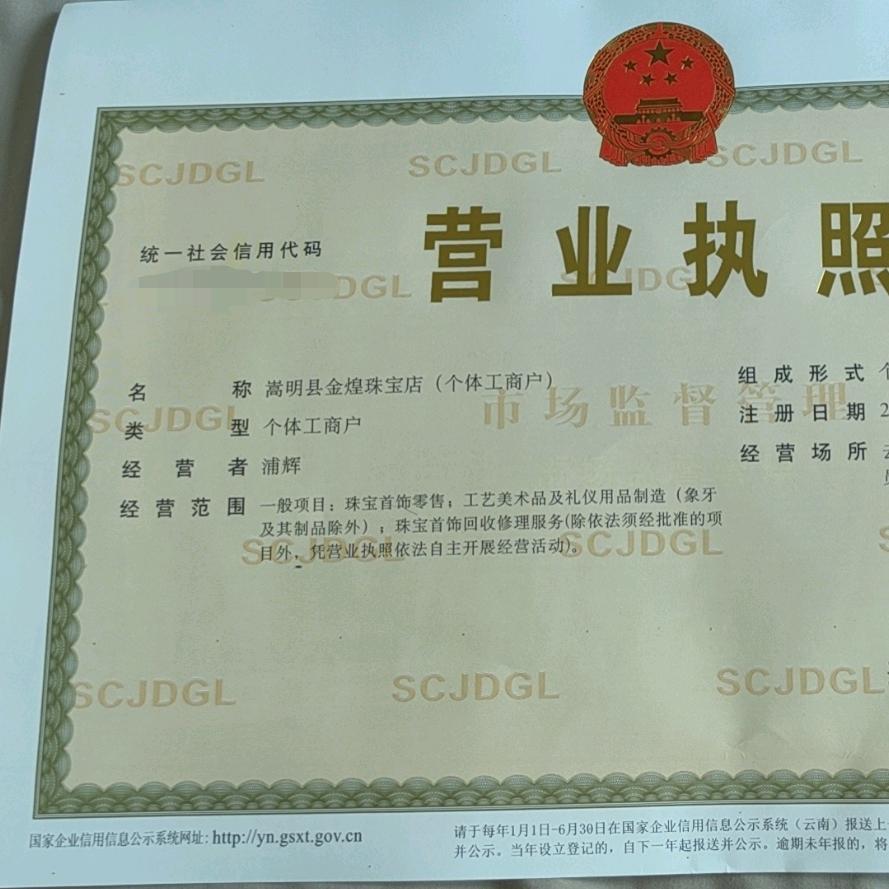 SCJDGL SCJDGL SCJDGL
营业执照
统一社会信用代码
SCJDGL SCJDGL
名称 嵩明县金煌珠宝店（个体工商户）
类型 个体工商户
经营者 浦辉
经营范围 一般项目：珠宝首饰零售；工艺美术品及礼仪用品制造（象牙
及其制品除外）；珠宝首饰回收修理服务(除依法须经批准的项
目外，凭营业执照依法自主开展经营活动)。
组成形式
注册日期 2
经营场所
市场监督管理
SCJDGL
SCJDGL SCJDGL
SCJDGL SCJDGL SCJDGL
国家企业信用信息公示系统网址: http://yn.gsxt.gov.cn
请于每年1月1日-6月30日在国家企业信用信息公示系统（云南）报送上
并公示。当年设立登记的，自下一年起报送并公示。逾期未年报的，将